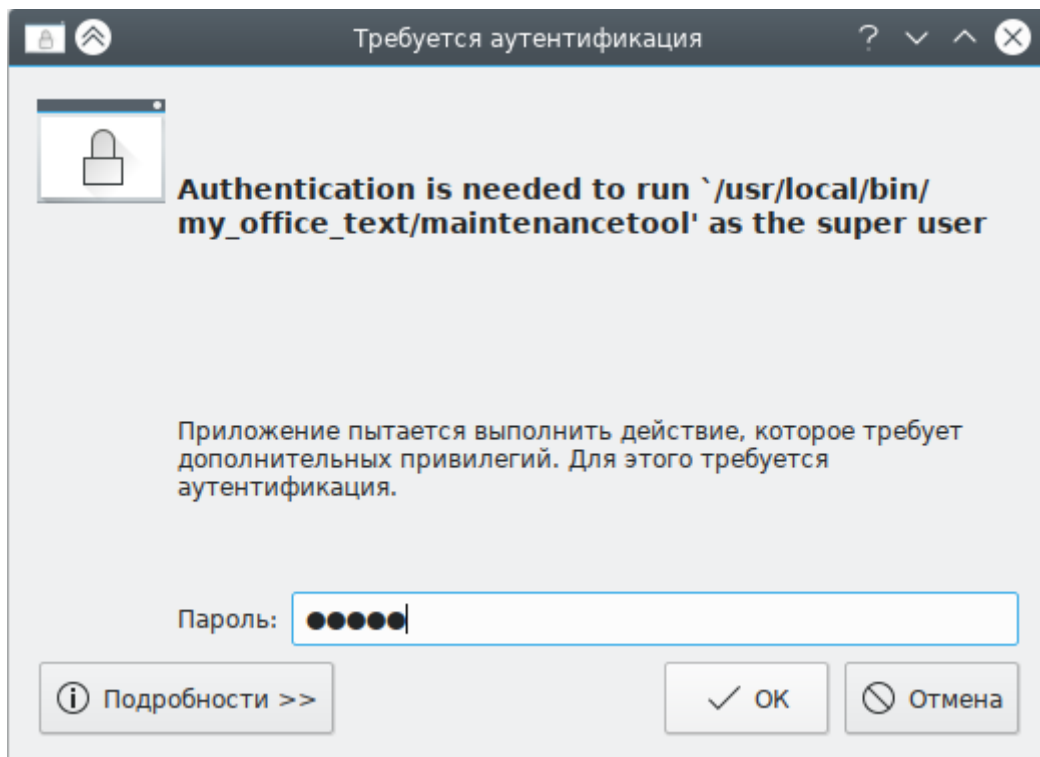 Требуется аутентификация
Authentication is needed to run `/usr/local/bin/
my_office_text/maintenancetool' as the super user
Приложение пытается выполнить действие, которое требует
дополнительных привилегий. Для этого требуется
аутентификация.
Пароль: ●●●●●
Подробности >>
ОК
Отмена